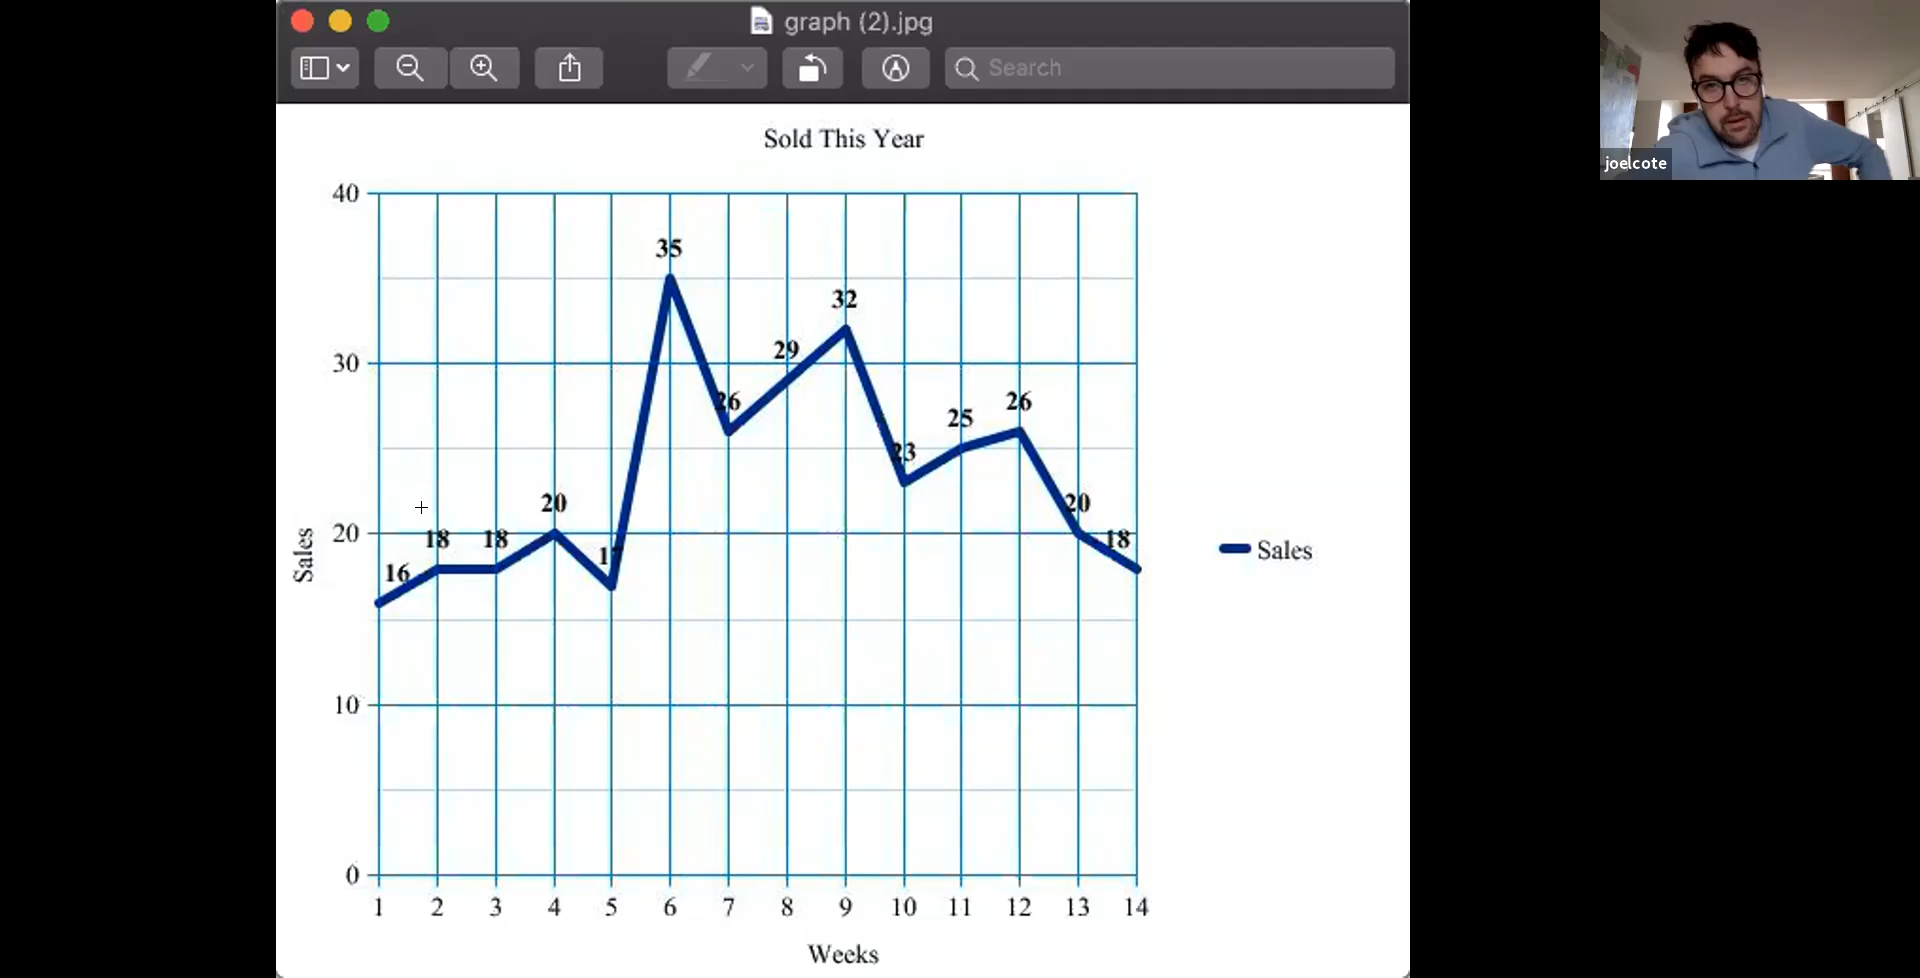 graph (2).jpg
Search
joelcote
Sold This Year
40
35
32
30
29
26
26
25
23
20
20
20
18
18
18
17
16
Sales
Sales
10
0
1 2 3 4 5 6 7 8 9 10 11 12 13 14
Weeks